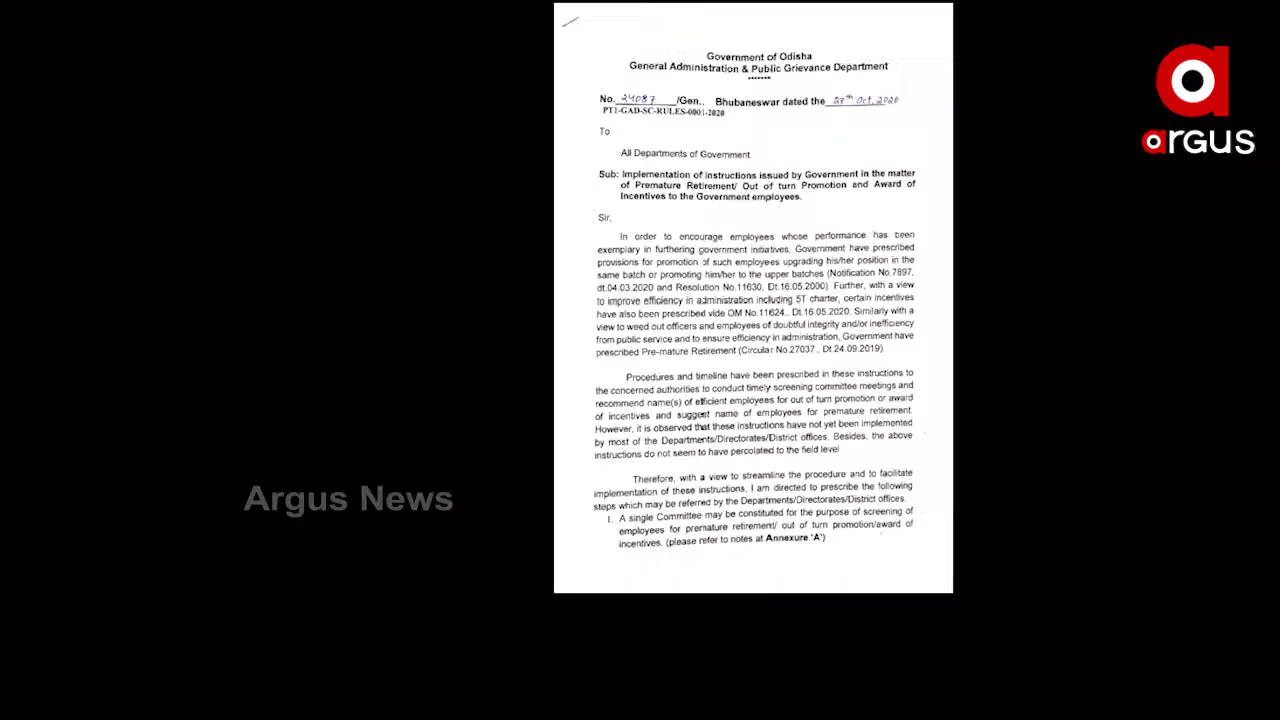 Government of Odisha
General Administration & Public Grievance Department
*******
No. 24087 /Gen., Bhubaneswar dated the 28th Oct, 2020
PT1-GAD-SC-RULES-0001-2020
To
All Departments of Government
Sub: Implementation of Instructions issued by Government in the matter
of Premature Retirement/ Out of turn Promotion and Award of
Incentives to the Government employees.
Sir,
In order to encourage employees whose performance has been
exemplary in furthering government initiatives, Government have prescribed
provisions for promotion of such employees upgrading his/her position in the
same batch or promoting him/her to the upper batches (Notification No.7897,
dt.04.03.2020 and Resolution No.11630, Dt.16.05.2000). Further, with a view
to improve efficiency in administration including 5T charter, certain incentives
have also been prescribed vide OM No.11624., Dt.16.05.2020. Similarly with a
view to weed out officers and employees of doubtful integrity and/or inefficiency
from public service and to ensure efficiency in administration, Government have
prescribed Pre-mature Retirement (Circular No.27037., Dt.24.09.2019).
Procedures and timeline have been prescribed in these instructions to
the concerned authorities to conduct timely screening committee meetings and
recommend name(s) of efficient employees for out of turn promotion or award
of incentives and suggest name of employees for premature retirement.
However, it is observed that these instructions have not yet been implemented
by most of the Departments/Directorates/District offices. Besides, the above
instructions do not seem to have percolated to the field level
Therefore, with a view to streamline the procedure and to facilitate
implementation of these instructions, I am directed to prescribe the following
steps which may be referred by the Departments/Directorates/District offices.
1. A single Committee may be constituted for the purpose of screening of
employees for premature retirement/ out of turn promotion/award of
incentives. (please refer to notes at Annexure 'A')
argus
Argus News